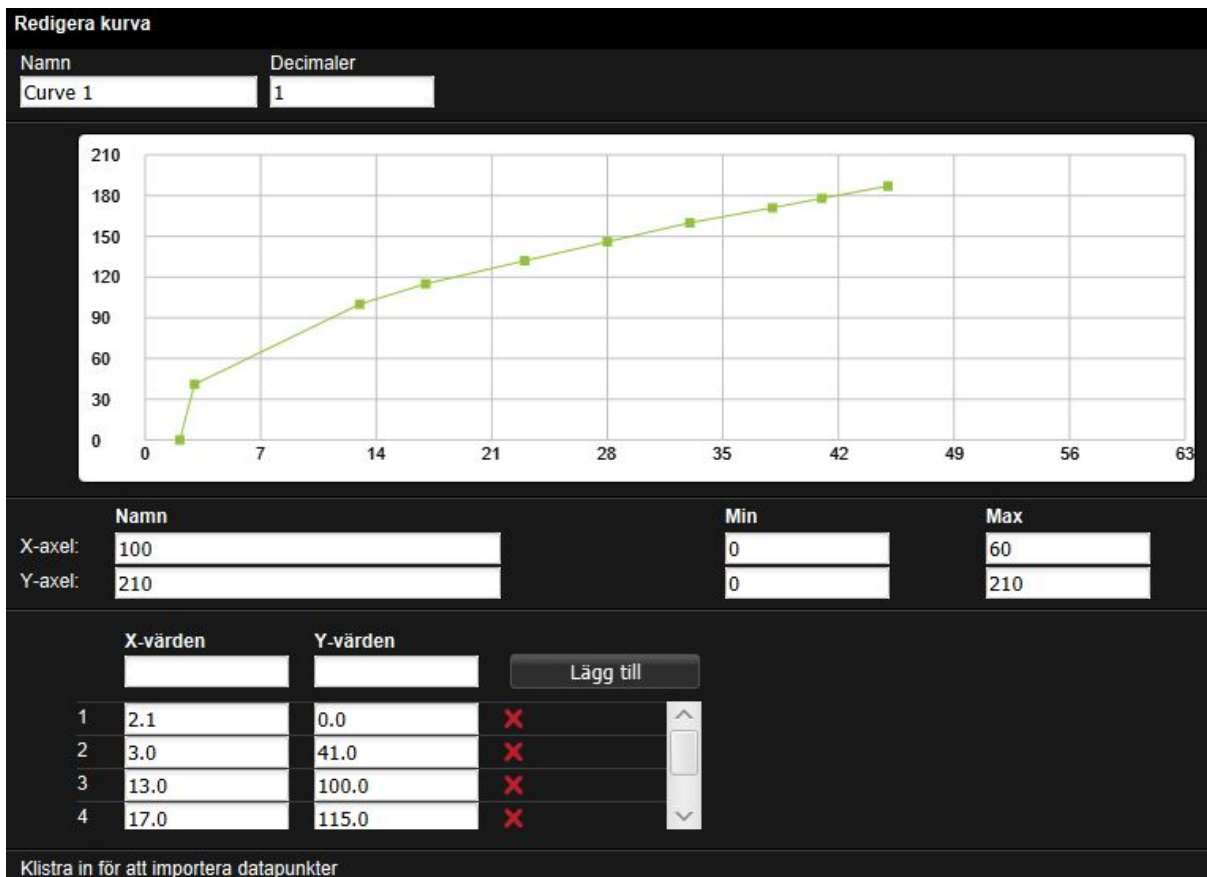 Redigera kurva
Namn Decimaler
Curve 1 1
210
180
150
120
90
60
30
0
0 7 14 21 28 35 42 49 56 63
Namn Min Max
X-axel: 100 0 60
Y-axel: 210 0 210
X-värden Y-värden
Lägg till
1 2.1 0.0
2 3.0 41.0
3 13.0 100.0
4 17.0 115.0
Klistra in för att importera datapunkter